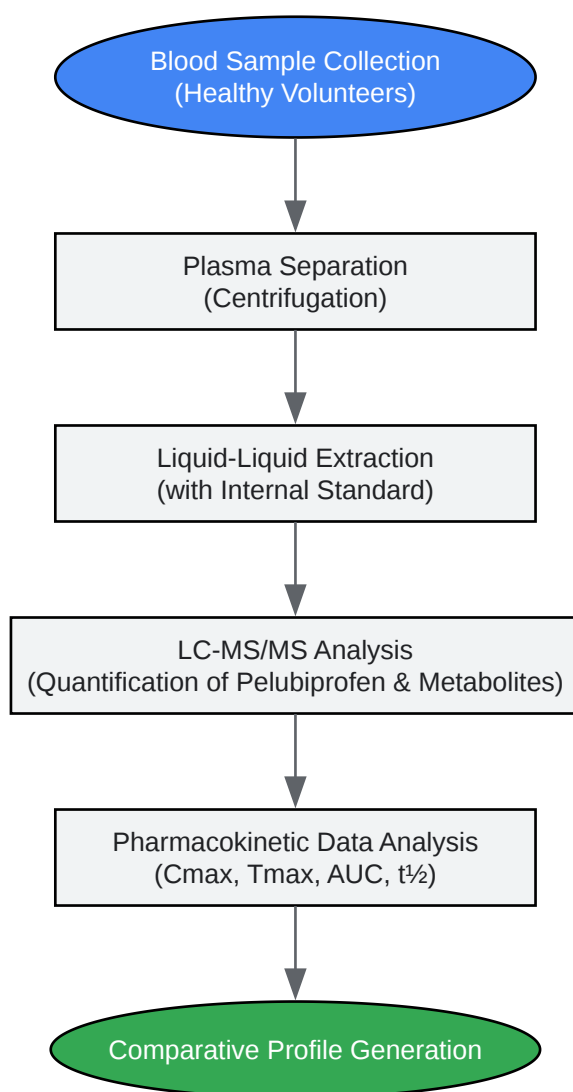 Blood Sample Collection
(Healthy Volunteers)
Plasma Separation
(Centrifugation)
Liquid-Liquid Extraction
(with Internal Standard)
LC-MS/MS Analysis
(Quantification of Pelubiprofen & Metabolites)
Pharmacokinetic Data Analysis
(Cmax, Tmax, AUC, t½)
Comparative Profile Generation